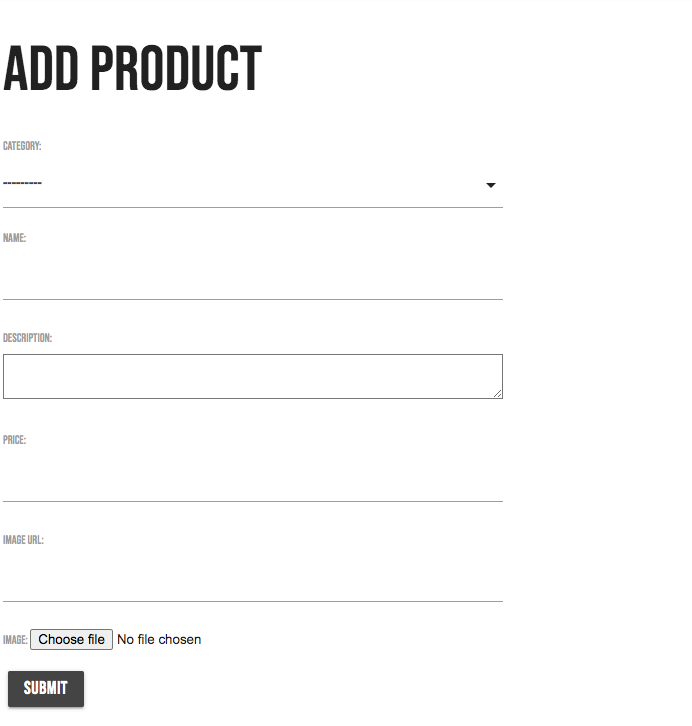 ADD PRODUCT
CATEGORY:
---------
NAME:
DESCRIPTION:
PRICE:
IMAGE URL:
IMAGE: Choose file No file chosen
SUBMIT